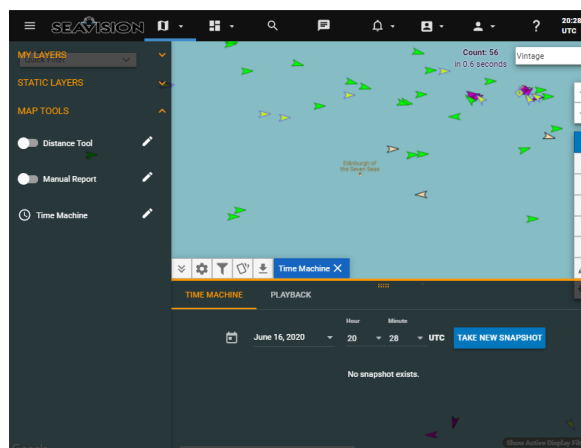 SEAVISION
20:28
UTC
MY LAYERS
STATIC LAYERS
MAP TOOLS
Distance Tool
Manual Report
Time Machine
Count: 56
in 0.6 seconds
Vintage
Edinburgh of
the Seven Seas
Time Machine
TIME MACHINE
PLAYBACK
June 16, 2020
Hour
20
Minute
28
UTC
TAKE NEW SNAPSHOT
No snapshot exists.
Google
Show Active Display Fil